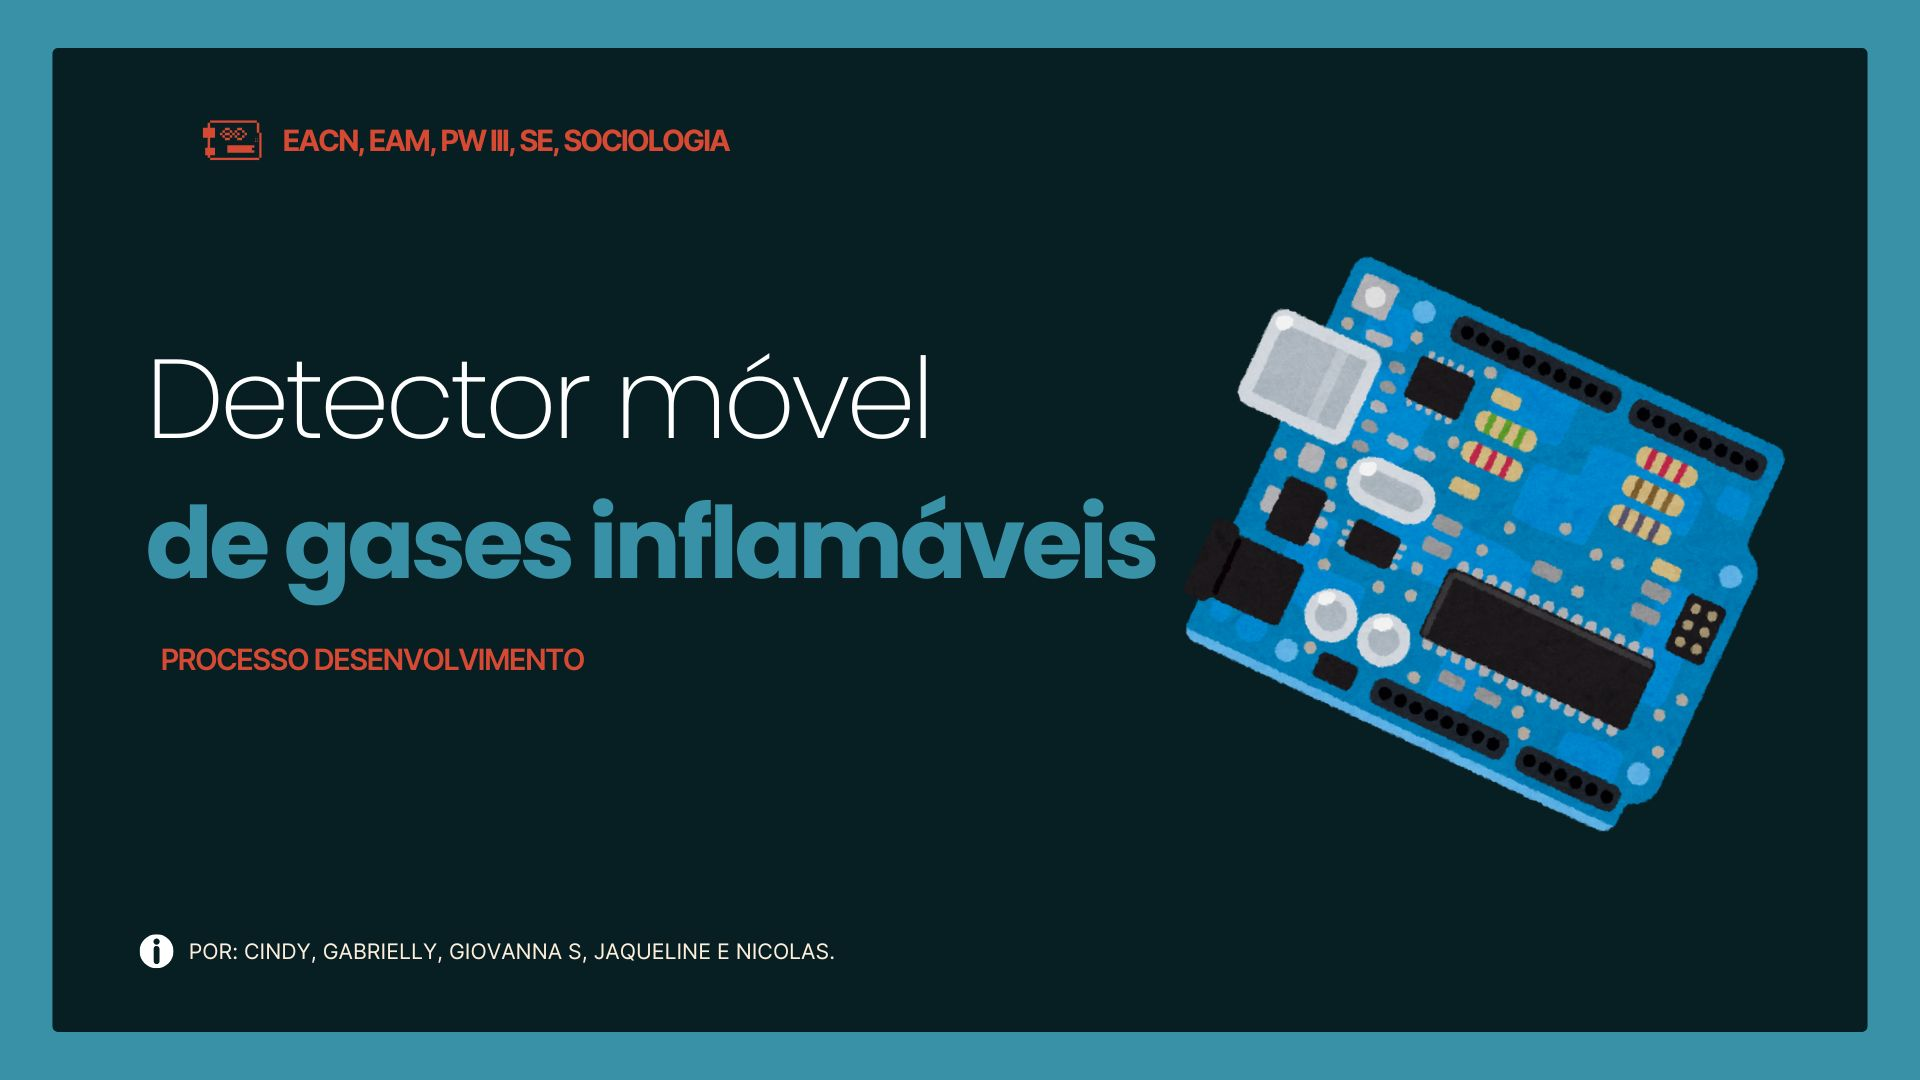 EACN, EAM, PW III, SE, SOCIOLOGIA
Detector móvel
de gases inflamáveis
PROCESSO DESENVOLVIMENTO
POR: CINDY, GABRIELLY, GIOVANNA S, JAQUELINE E NICOLAS.